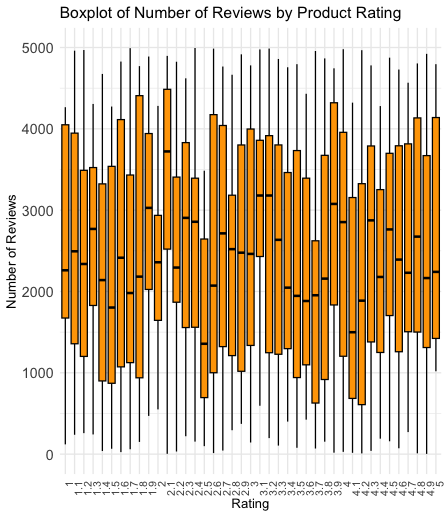 Boxplot of Number of Reviews by Product Rating
Number of Reviews
5000
4000
3000
2000
1000
0
1 1.1 1.2 1.3 1.4 1.5 1.6 1.7 1.8 1.9 2 2.1 2.2 2.3 2.4 2.5 2.6 2.7 2.8 2.9 3 3.1 3.2 3.3 3.4 3.5 3.6 3.7 3.8 3.9 4 4.1 4.2 4.3 4.4 4.5 4.6 4.7 4.8 4.9 5
Rating